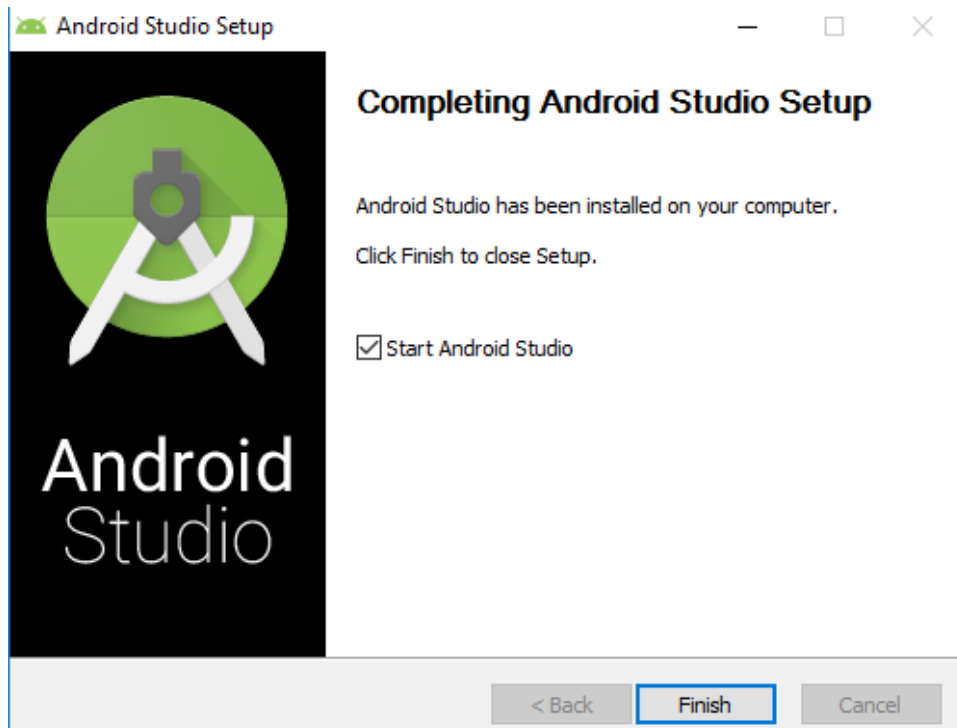 Android Studio Setup
Completing Android Studio Setup
Android Studio has been installed on your computer.
Click Finish to close Setup.
Start Android Studio
Android
Studio
< Back
Finish
Cancel